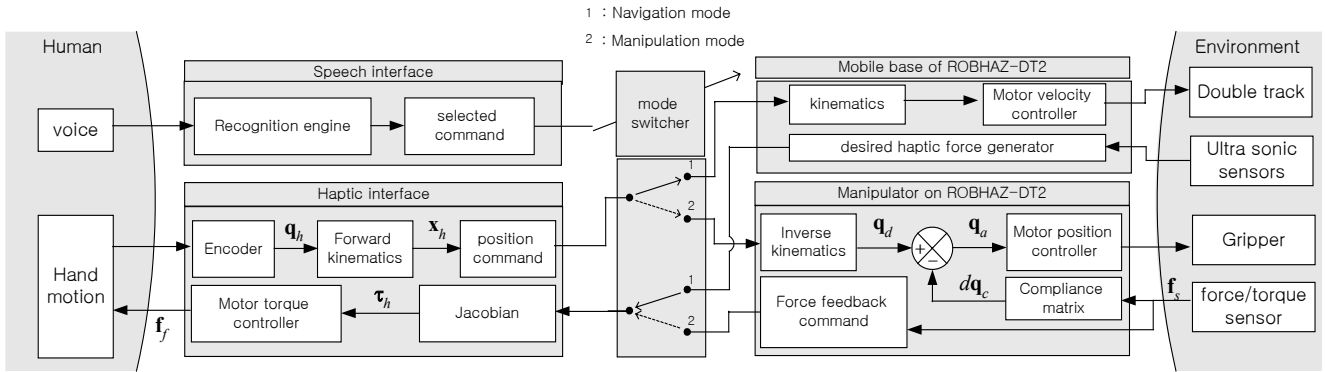 1 : Navigation mode
2 : Manipulation mode
Human
Environment
Speech interface
voice
Recognition engine
selected
command
mode
switcher
Mobile base of ROBHAZ-DT2
kinematics
Motor velocity
controller
desired haptic force generator
Double track
Ultra sonic
sensors
Haptic interface
Hand
motion
Encoder
q_h
Forward
kinematics
x_h
position
command
Motor torque
controller
τ_h
Jacobian
f_f
1
2
1
2
Manipulator on ROBHAZ-DT2
Inverse
kinematics
q_d
+
−
q_a
Motor position
controller
dq_c
Compliance
matrix
Force feedback
command
f_s
Gripper
force/torque
sensor